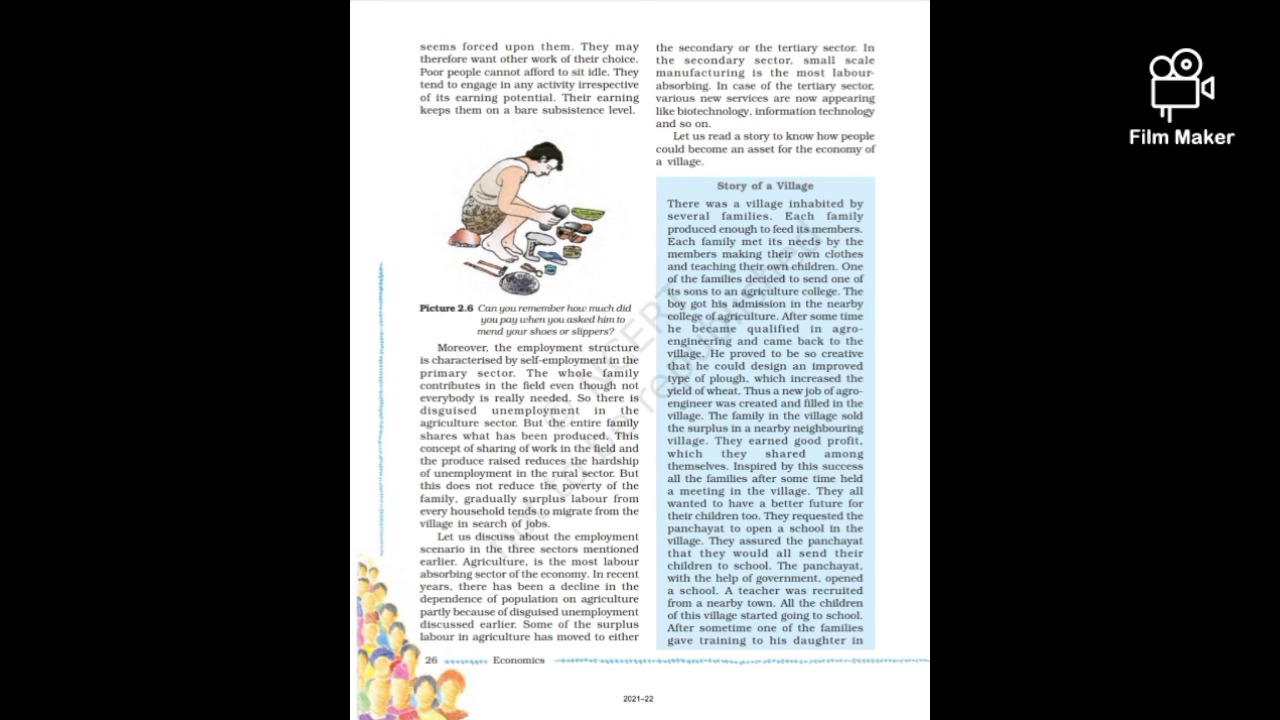 seems forced upon them. They may
therefore want other work of their choice.
Poor people cannot afford to sit idle. They
tend to engage in any activity irrespective
of its earning potential. Their earning
keeps them on a bare subsistence level.
Picture 2.6 Can you remember how much did
you pay when you asked him to
mend your shoes or slippers?
Moreover, the employment structure
is characterised by self-employment in the
primary sector. The whole family
contributes in the field even though not
everybody is really needed. So there is
disguised unemployment in the
agriculture sector. But the entire family
shares what has been produced. This
concept of sharing of work in the field and
the produce raised reduces the hardship
of unemployment in the rural sector. But
this does not reduce the poverty of the
family, gradually surplus labour from
every household tends to migrate from the
village in search of jobs.
Let us discuss about the employment
scenario in the three sectors mentioned
earlier. Agriculture, is the most labour
absorbing sector of the economy. In recent
years, there has been a decline in the
dependence of population on agriculture
partly because of disguised unemployment
discussed earlier. Some of the surplus
labour in agriculture has moved to either
the secondary or the tertiary sector. In
the secondary sector, small scale
manufacturing is the most labour-
absorbing. In case of the tertiary sector,
various new services are now appearing
like biotechnology, information technology
and so on.
Let us read a story to know how people
could become an asset for the economy of
a village.
Story of a Village
There was a village inhabited by
several families. Each family
produced enough to feed its members.
Each family met its needs by the
members making their own clothes
and teaching their own children. One
of the families decided to send one of
its sons to an agriculture college. The
boy got his admission in the nearby
college of agriculture. After some time
he became qualified in agro-
engineering and came back to the
village. He proved to be so creative
that he could design an improved
type of plough, which increased the
yield of wheat. Thus a new job of agro-
engineer was created and filled in the
village. The family in the village sold
the surplus in a nearby neighbouring
village. They earned good profit,
which they shared among
themselves. Inspired by this success
all the families after some time held
a meeting in the village. They all
wanted to have a better future for
their children too. They requested the
panchayat to open a school in the
village. They assured the panchayat
that they would all send their
children to school. The panchayat,
with the help of government, opened
a school. A teacher was recruited
from a nearby town. All the children
of this village started going to school.
After sometime one of the families
gave training to his daughter in
26 Economics
2021–22
Film Maker